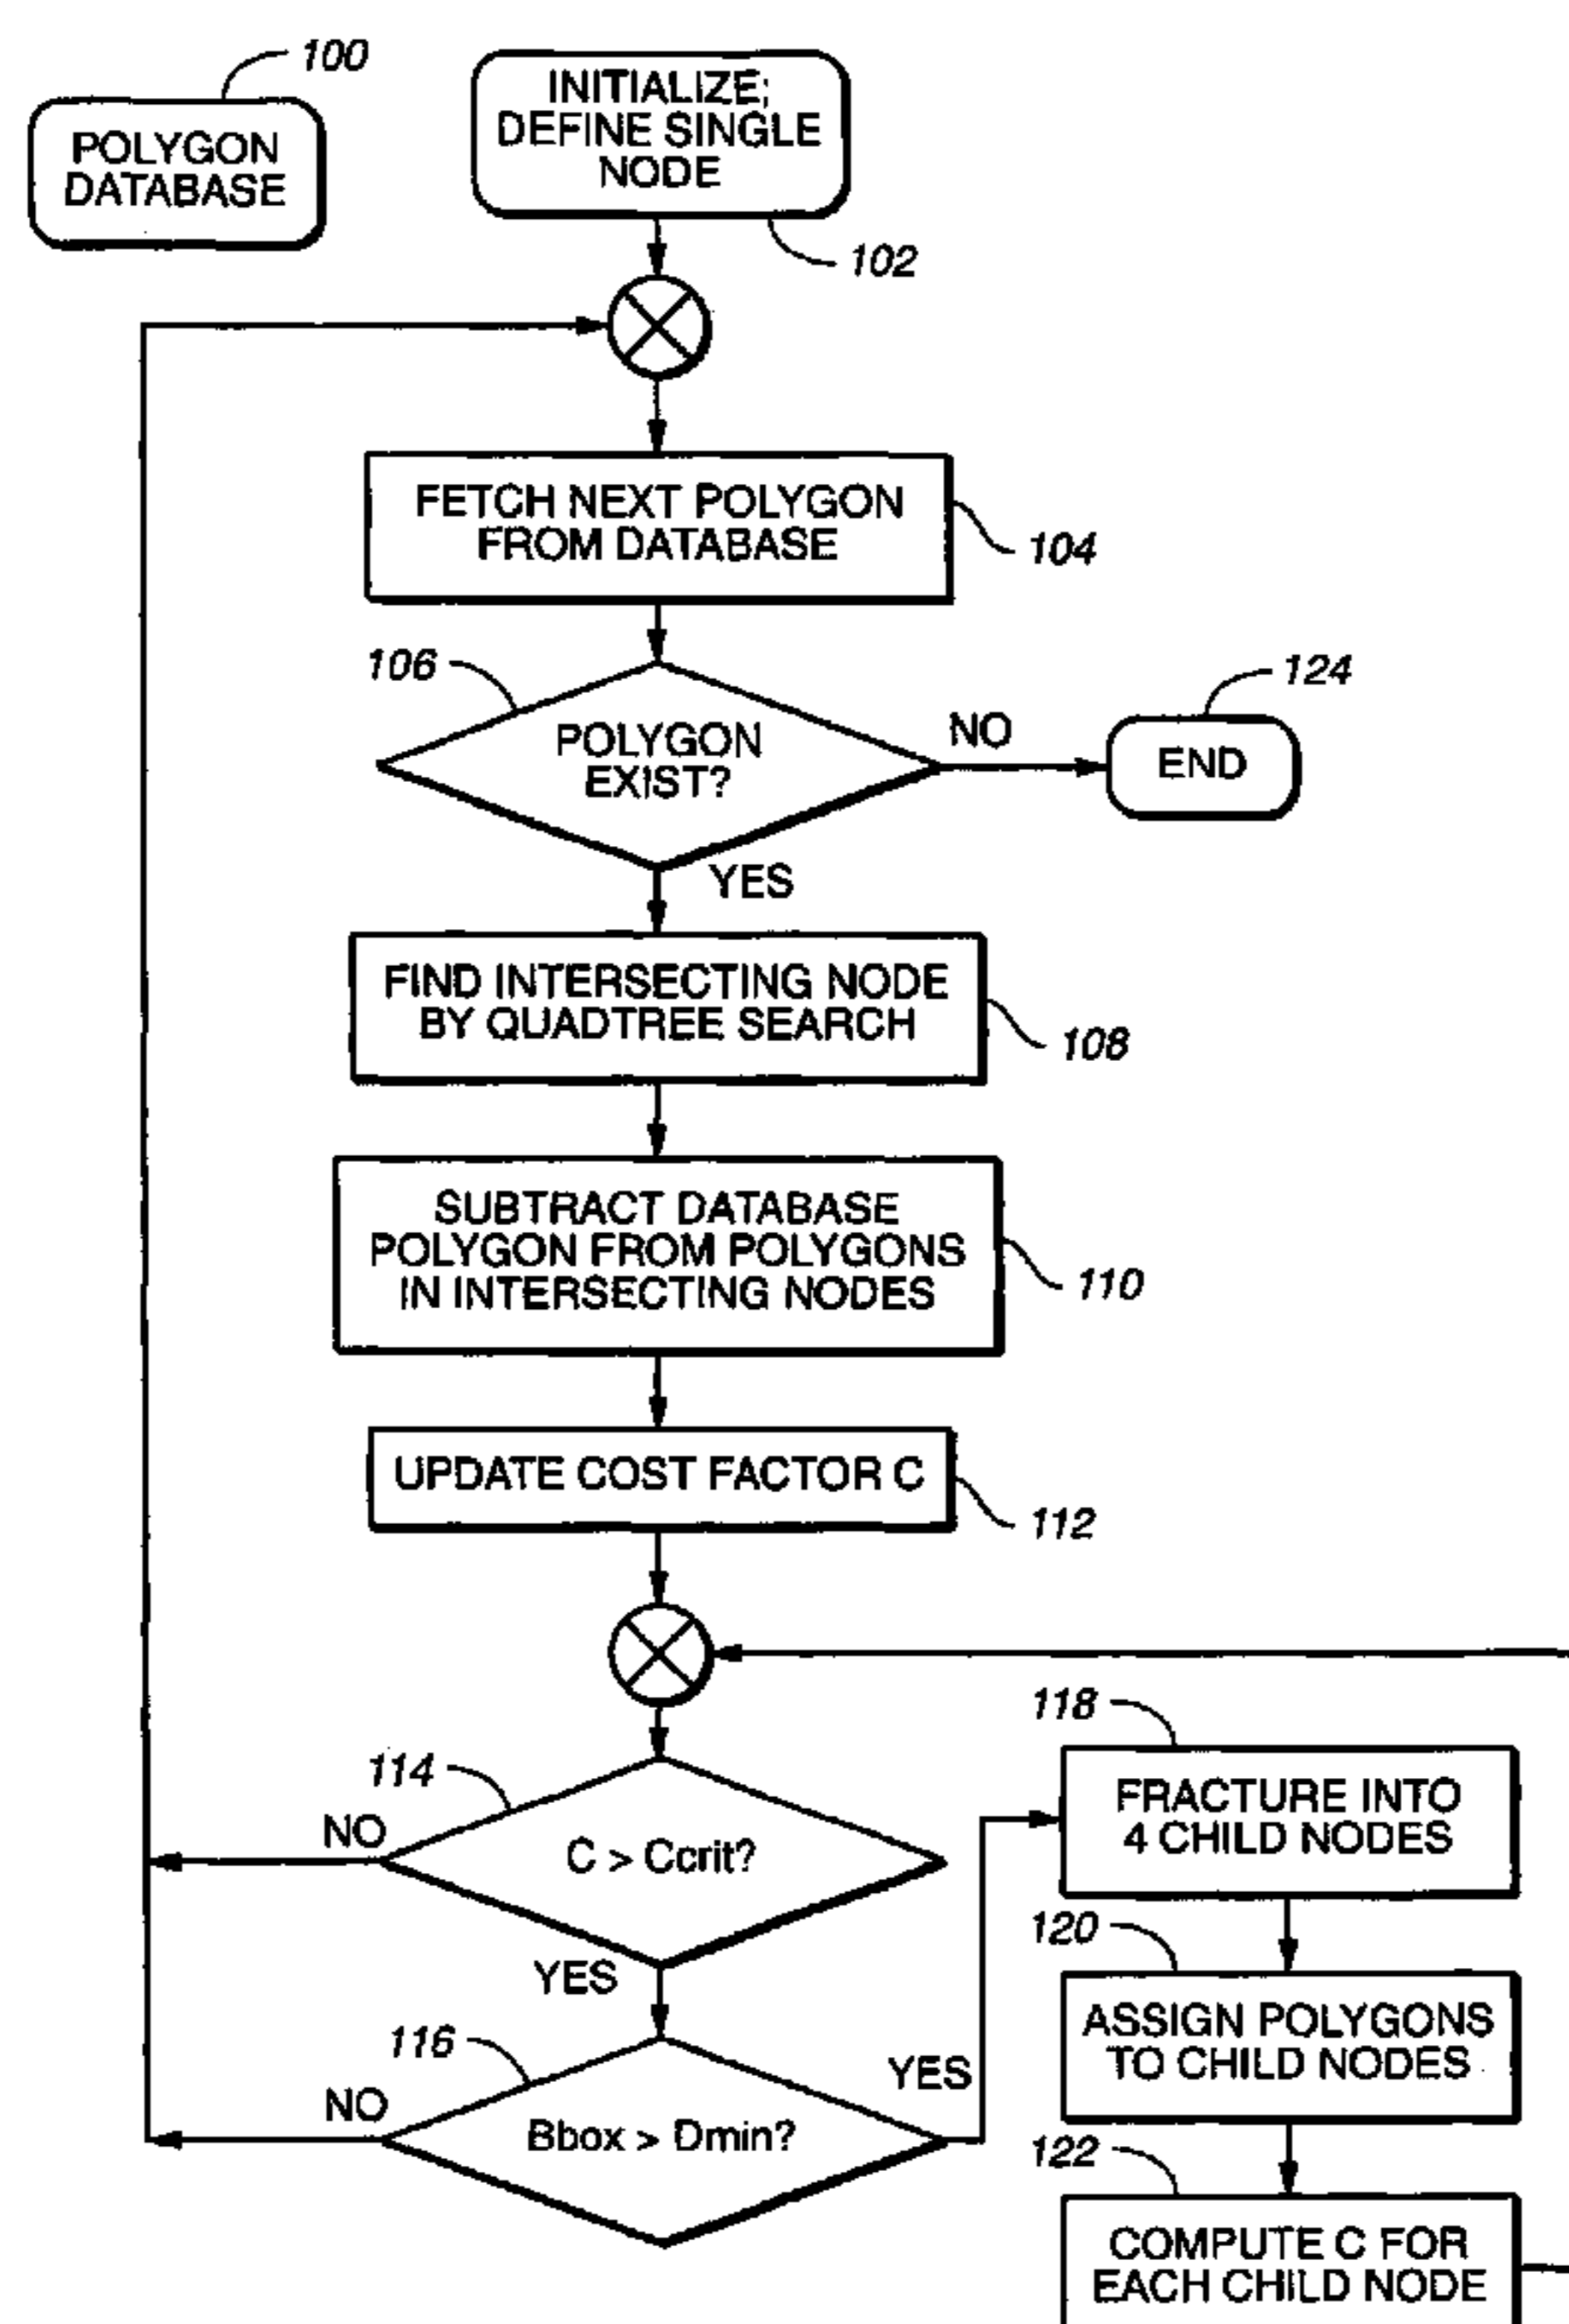 100
POLYGON
DATABASE
INITIALIZE;
DEFINE SINGLE
NODE
102
FETCH NEXT POLYGON
FROM DATABASE
104
106
POLYGON
EXIST?
NO
124
END
YES
FIND INTERSECTING NODE
BY QUADTREE SEARCH
108
SUBTRACT DATABASE
POLYGON FROM POLYGONS
IN INTERSECTING NODES
110
UPDATE COST FACTOR C
112
114
NO
C > Ccrit?
YES
116
NO
Bbox > Dmin?
YES
118
FRACTURE INTO
4 CHILD NODES
120
ASSIGN POLYGONS
TO CHILD NODES
122
COMPUTE C FOR
EACH CHILD NODE